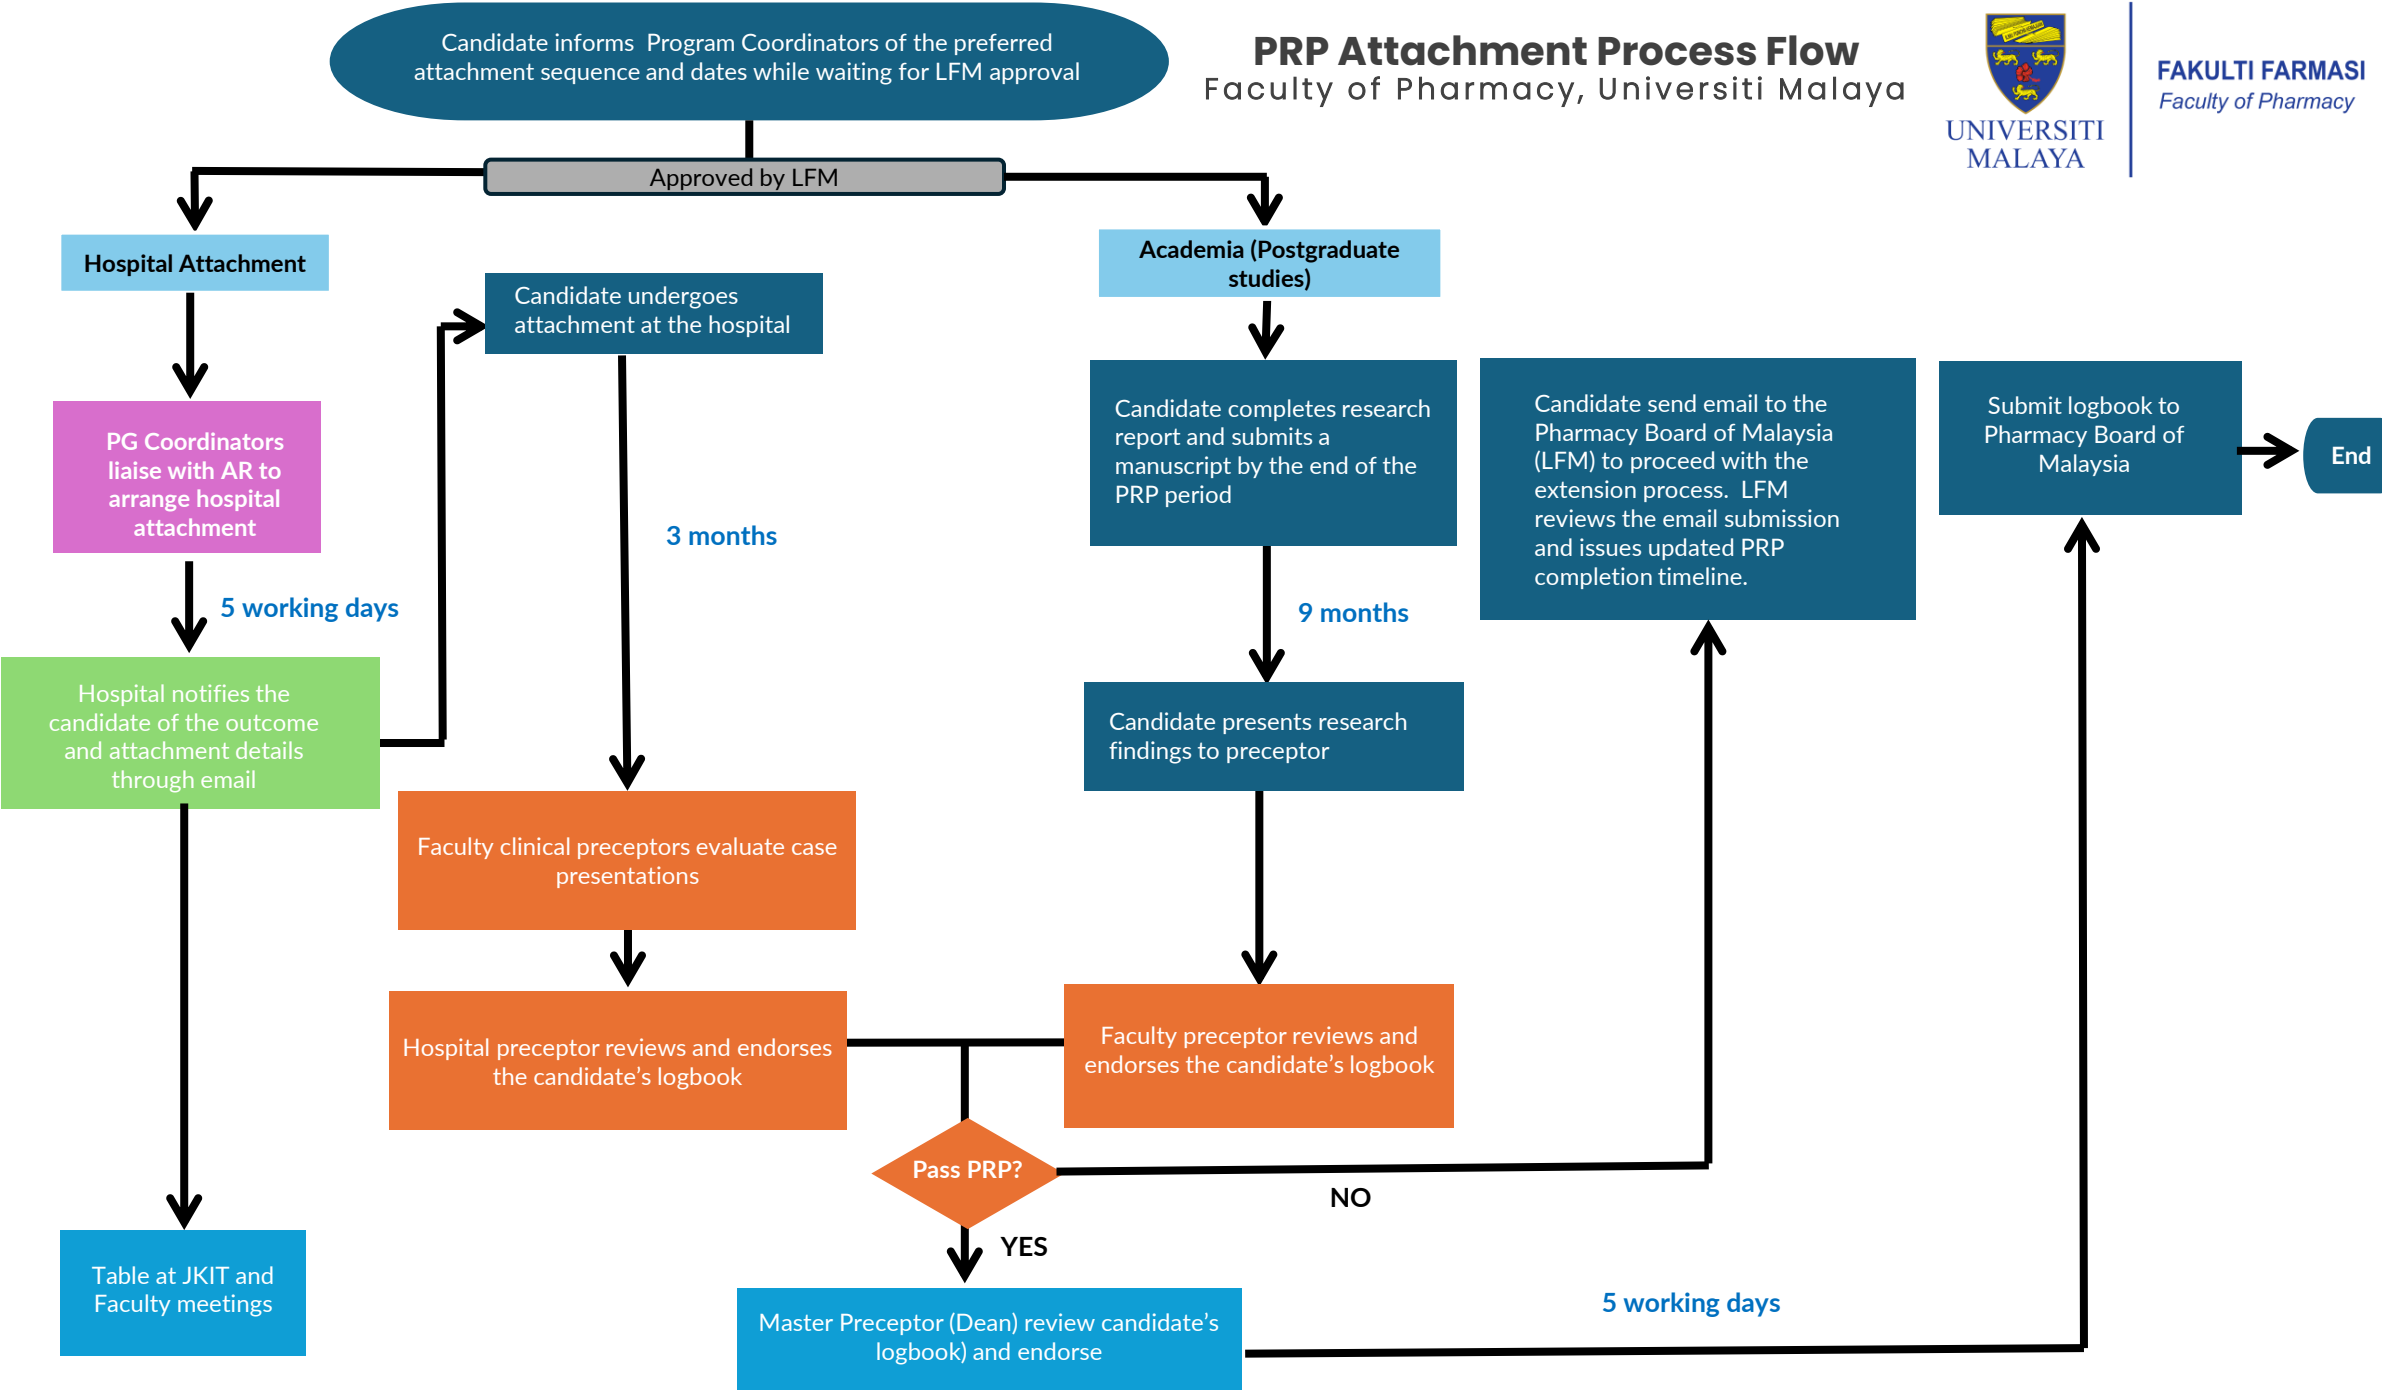 Candidate informs  Program Coordinators of the preferred
attachment sequence and dates while waiting for LFM approval
PRP Attachment Process Flow
Faculty of Pharmacy, Universiti Malaya
UNIVERSITI
MALAYA
FAKULTI FARMASI
Faculty of Pharmacy
Approved by LFM
Hospital Attachment
PG Coordinators
liaise with AR to
arrange hospital
attachment
5 working days
Hospital notifies the
candidate of the outcome
and attachment details
through email
Table at JKIT and
Faculty meetings
Candidate undergoes
attachment at the hospital
3 months
Faculty clinical preceptors evaluate case
presentations
Hospital preceptor reviews and endorses
the candidate’s logbook
Academia (Postgraduate
studies)
Candidate completes research
report and submits a
manuscript by the end of the
PRP period
9 months
Candidate presents research
findings to preceptor
Faculty preceptor reviews and
endorses the candidate’s logbook
Pass PRP?
NO
YES
Candidate send email to the
Pharmacy Board of Malaysia
(LFM) to proceed with the
extension process.  LFM
reviews the email submission
and issues updated PRP
completion timeline.
Master Preceptor (Dean) review candidate’s
logbook) and endorse
5 working days
Submit logbook to
Pharmacy Board of
Malaysia
End